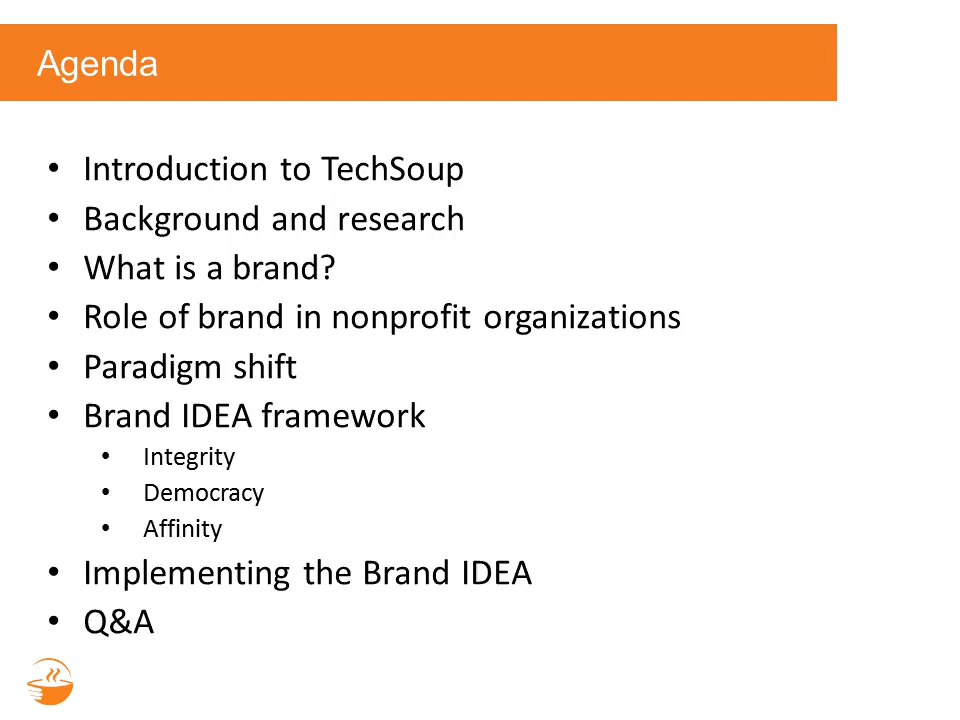 Agenda
• Introduction to TechSoup
• Background and research
• What is a brand?
• Role of brand in nonprofit organizations
• Paradigm shift
• Brand IDEA framework
• Integrity
• Democracy
• Affinity
• Implementing the Brand IDEA
• Q&A